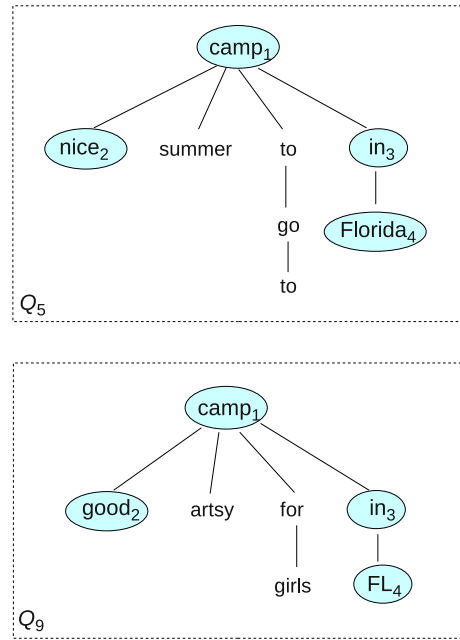 camp1
nice2 summer to in3
go Florida4
to
Q5
camp1
good2 artsy for in3
girls FL4
Q9